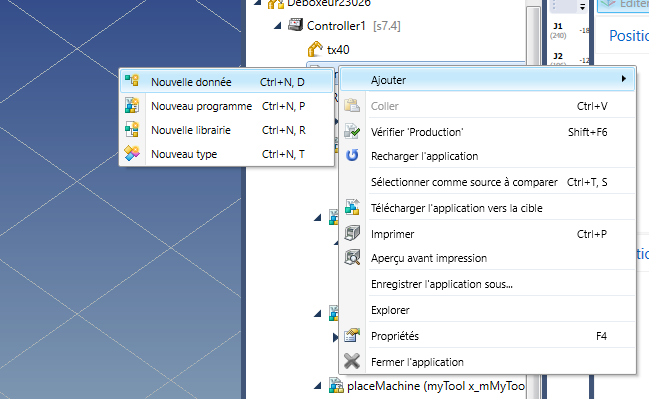 Deboxeur23026
Controller1 [s7.4]
tx40
J1
(240)
-18
J2
Editer
Positio
Nouvelle donnée Ctrl+N, D
Nouveau programme Ctrl+N, P
Nouvelle librairie Ctrl+N, R
Nouveau type Ctrl+N, T
Ajouter
Coller Ctrl+V
Vérifier 'Production' Shift+F6
Recharger l'application
Sélectionner comme source à comparer Ctrl+T, S
Télécharger l'application vers la cible
Imprimer Ctrl+P
Aperçu avant impression
Enregistrer l'application sous...
Explorer
Propriétés F4
Fermer l'application
placeMachine (myTool x_mMyToo